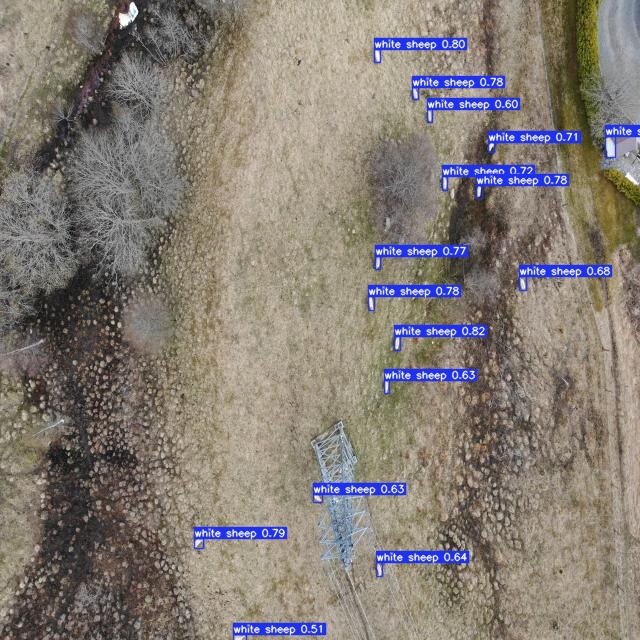 white sheep 0.80
white sheep 0.78
white sheep 0.60
white s
white sheep 0.71
white sheep 0.72
white sheep 0.78
white sheep 0.77
white sheep 0.68
white sheep 0.78
white sheep 0.82
white sheep 0.63
white sheep 0.63
white sheep 0.79
white sheep 0.64
white sheep 0.51